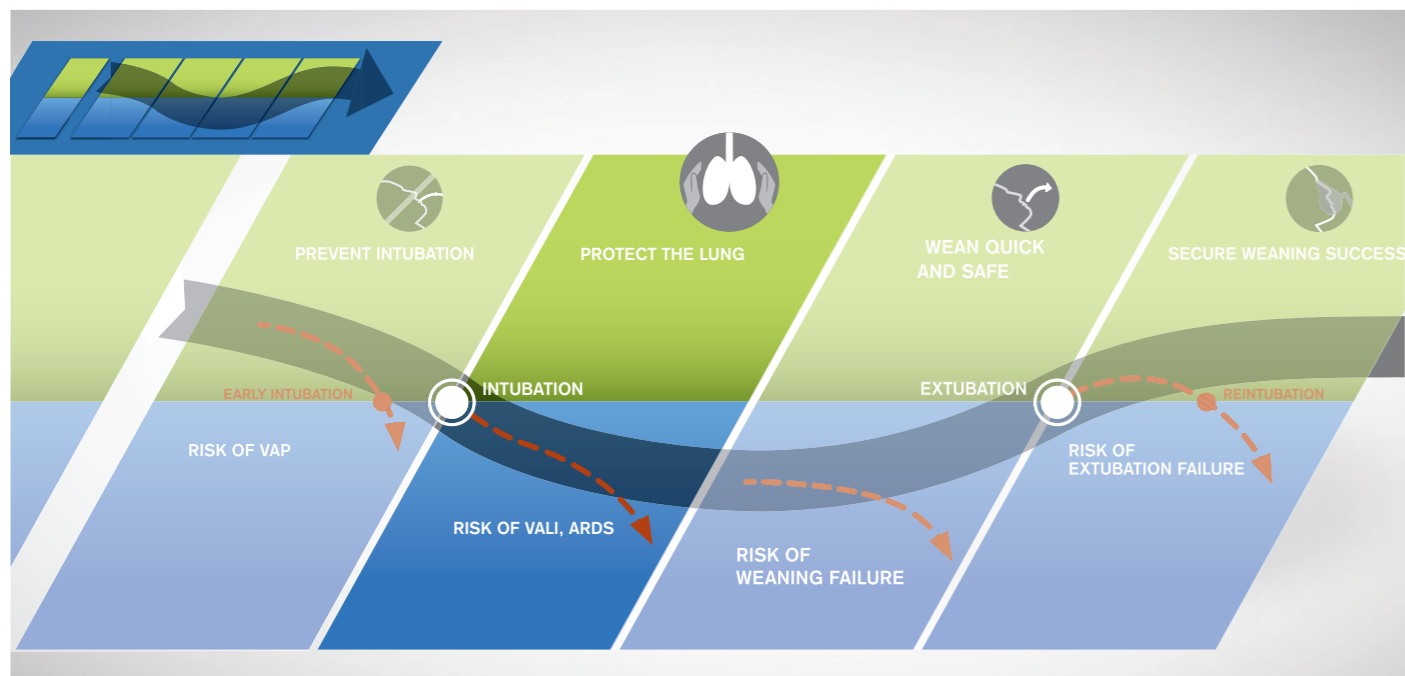 PREVENT INTUBATION
PROTECT THE LUNG
WEAN QUICK
AND SAFE
SECURE WEANING SUCCESS
EARLY INTUBATION
INTUBATION
EXTUBATION
REINTUBATION
RISK OF VAP
RISK OF VALI, ARDS
RISK OF
WEANING FAILURE
RISK OF
EXTUBATION FAILURE